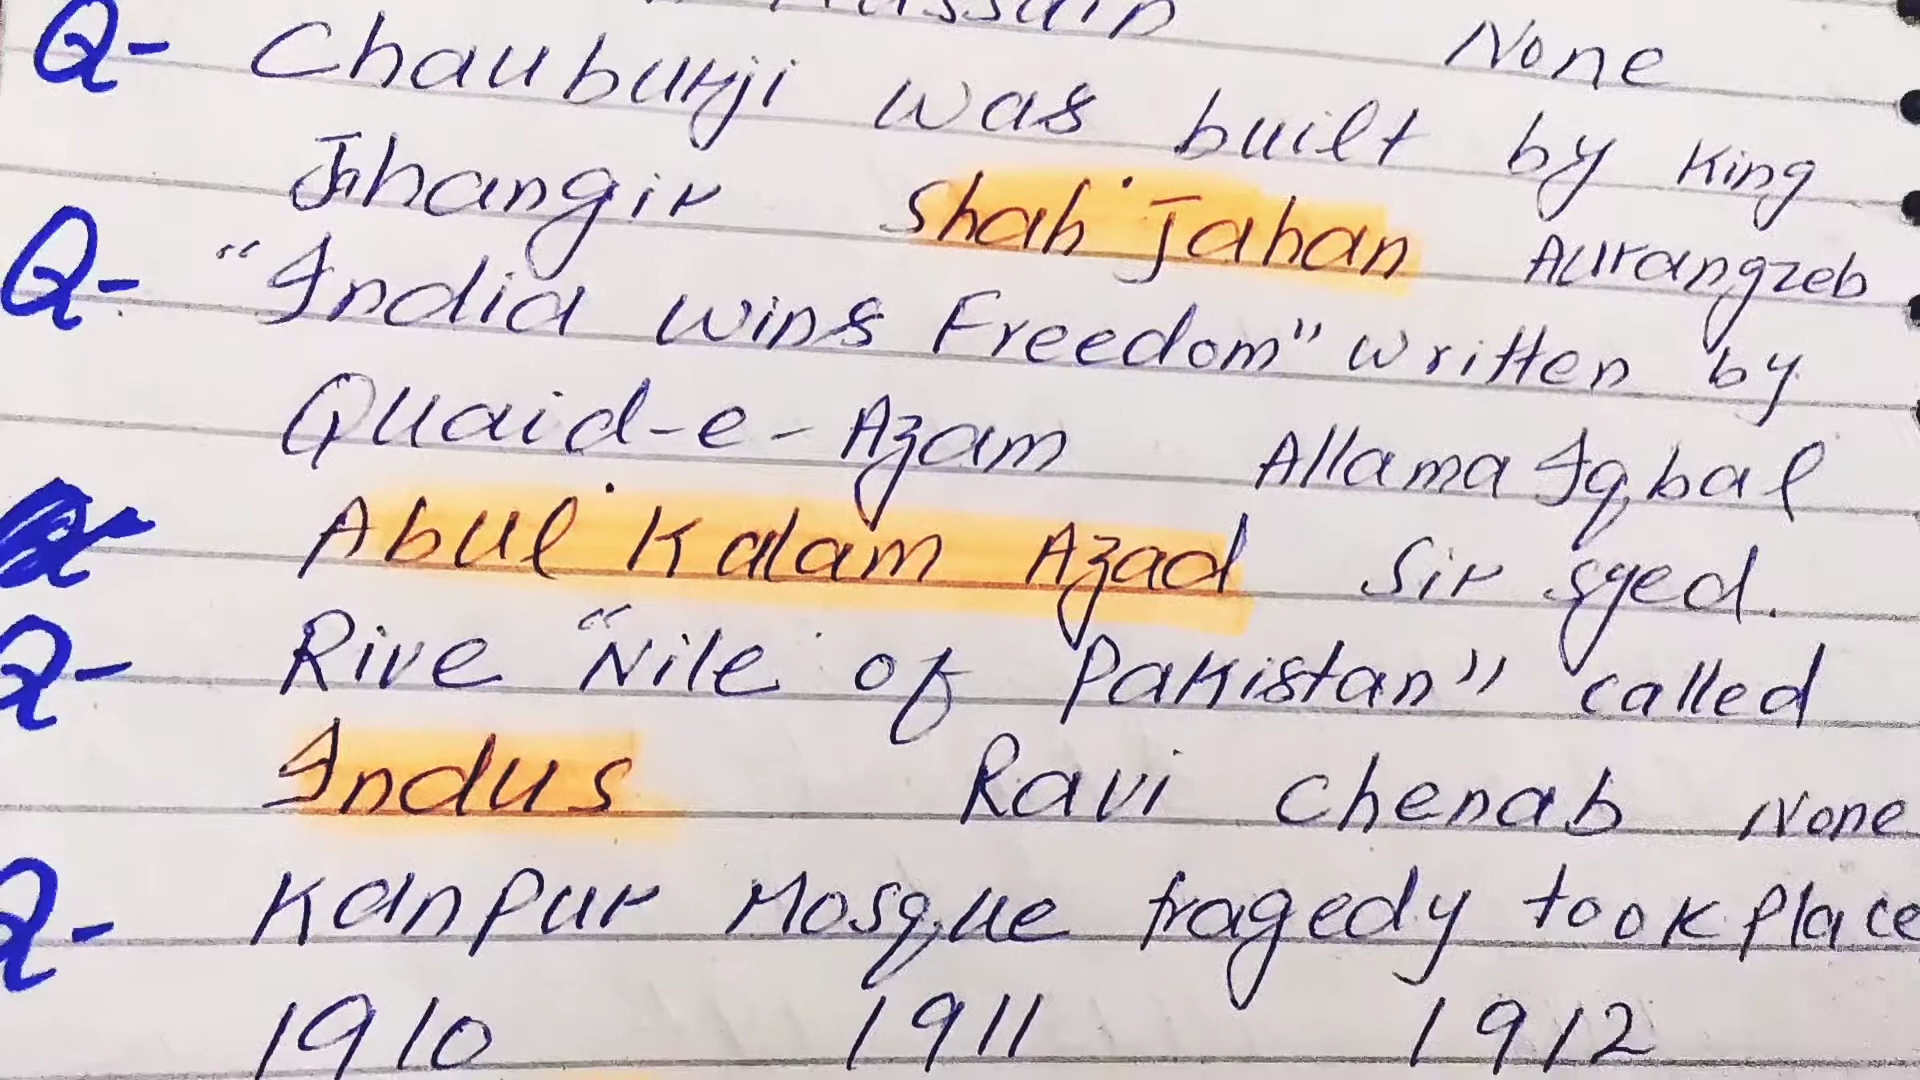 None
Q- Chauburji was built by King
Jhangir Shah Jahan Aurangzeb
Q- "India wins Freedom" written by
Quaid-e-Azam Allama Iqbal
Abul Kalam Azad Sir syed.
Q- Rive "Nile of Pakistan" called
Indus Ravi Chenab None
Q- Kanpur Mosque tragedy took place
1910 1911 1912